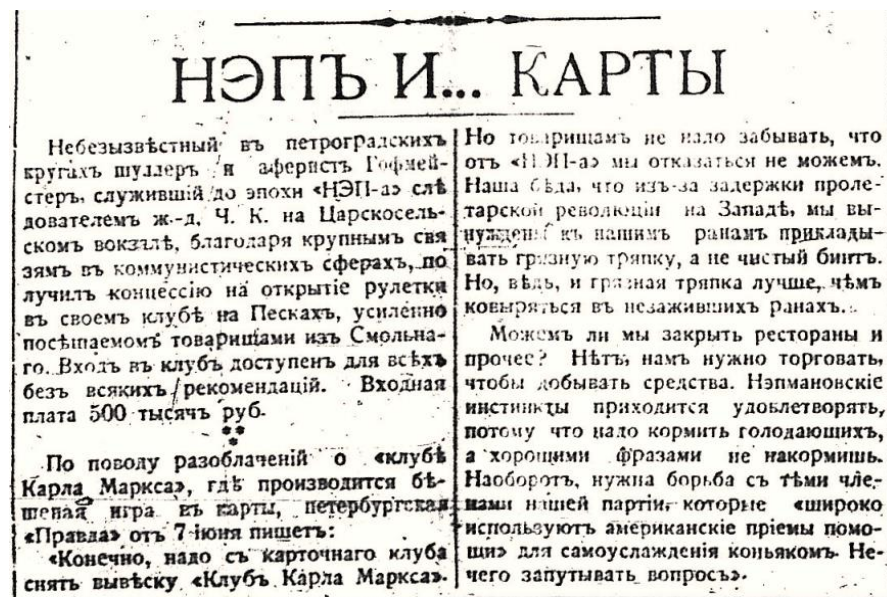 НЭПЪ И... КАРТЫ
Небезызвѣстный въ петроградскихъ
кругахъ шуллеръ и аферистъ Гофмей-
стеръ, служившій до эпохи «НЭП-а» слѣ
дователемъ ж.-д. Ч. К. на Царскосель-
скомъ вокзалѣ, благодаря крупнымъ свя
зямъ въ коммунистическихъ сферахъ, по
лучилъ концессію на открытіе рулетки
въ своемъ клубѣ на Пескахъ, усиленно
посѣщаемомъ товарищами изъ Смольна-
го. Входъ въ клубъ доступенъ для всѣхъ
безъ всякихъ рекомендацій. Входная
плата 500 тысячъ руб.
***
По поводу разоблаченій о «клубѣ
Карла Маркса», гдѣ производится бѣ-
шеная игра въ карты, петербургская
«Правда» отъ 7 іюня пишетъ:
«Конечно, надо съ карточнаго клуба
снять вывѣску «Клубъ Карла Маркса».
Но товарищамъ не надо забывать, что
отъ «НЭП-а» мы отказаться не можемъ.
Наша бѣда, что изъ-за задержки проле-
тарской революціи на Западѣ, мы вы-
нуждены къ нашимъ ранамъ приклады-
вать грязную тряпку, а не чистый бинтъ.
Но, вѣдь, и грязная тряпка лучше, чѣмъ
ковыряться въ незажившихъ ранахъ..
Можемъ ли мы закрыть рестораны и
прочее? Нѣтъ, намъ нужно торговать,
чтобы добывать средства. Нэпмановскіе
инстинкты приходится удовлетворять,
потому что надо кормить голодающихъ,
а хорошими фразами не накормишь.
Наоборотъ, нужна борьба съ тѣми чле-
нами нашей партіи, которые «широко
используютъ американскіе пріемы помо-
щи» для самоуслажденія коньякомъ. Не-
чего запутывать вопросъ».